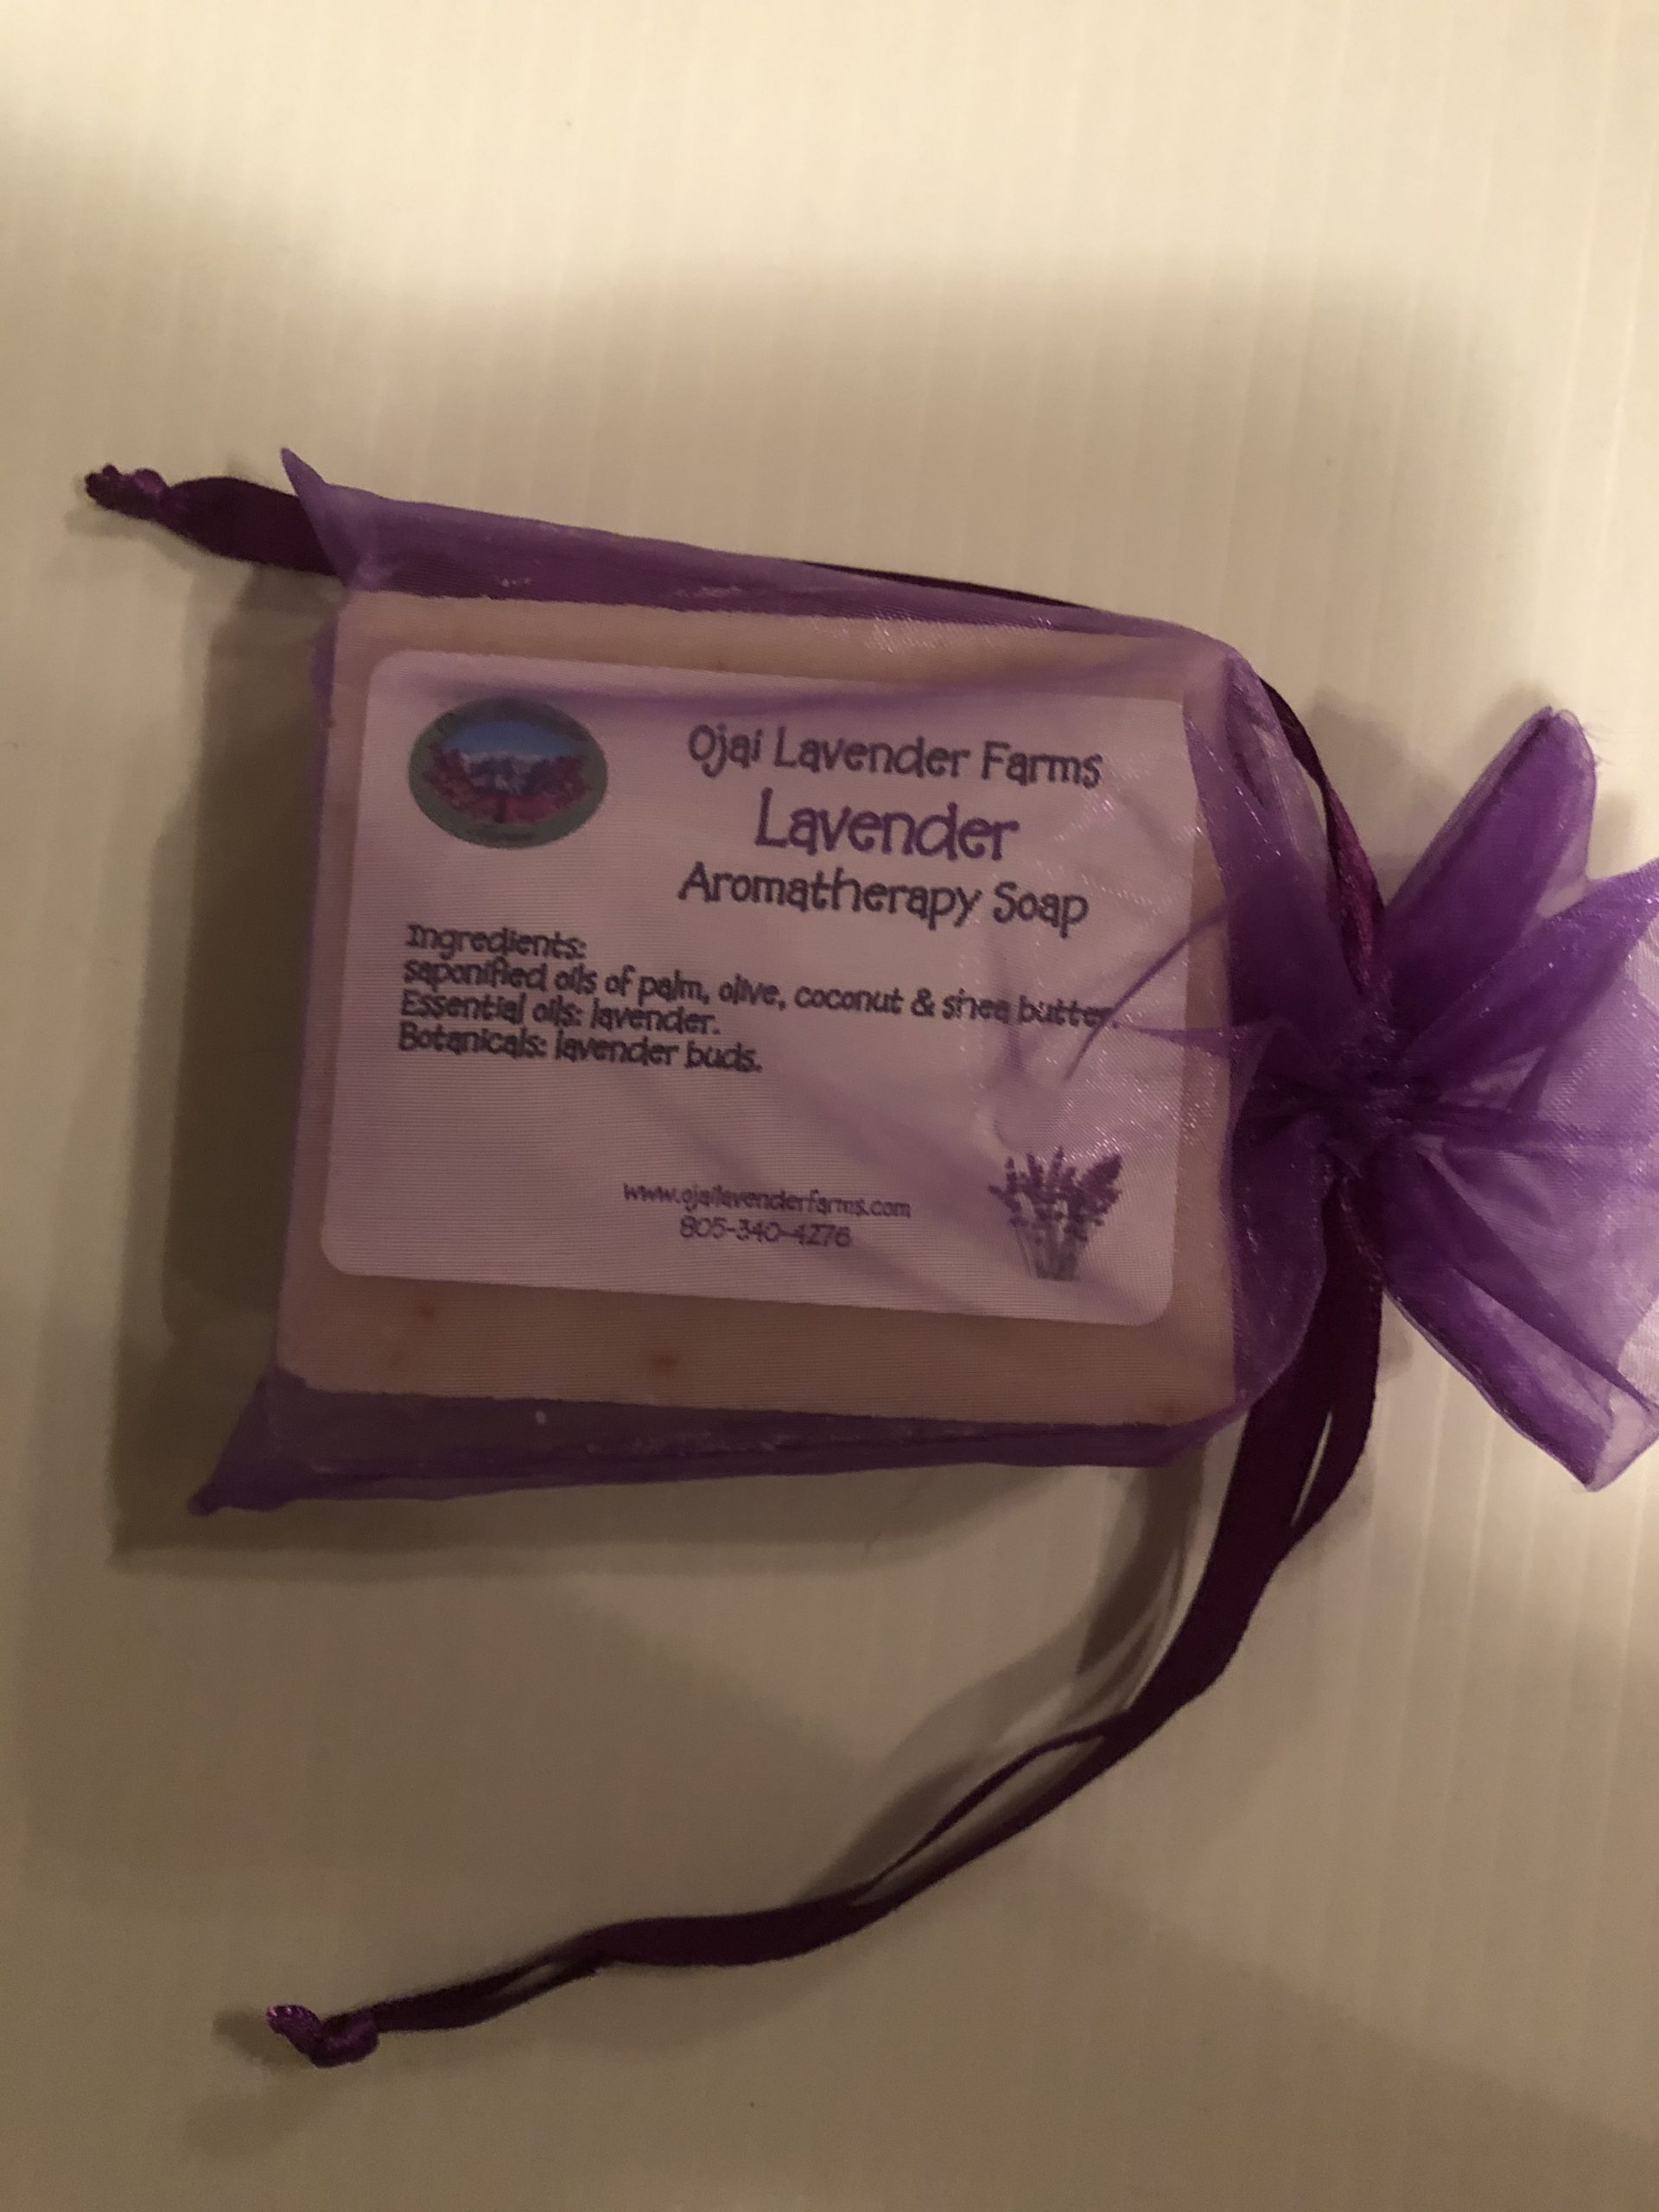 Ojai Lavender Farms
Lavender
Aromatherapy Soap
Ingredients:
saponified oils of palm, olive, coconut & shea butter.
Essential oils: lavender.
Botanicals: lavender buds.
www.ojailavenderfarms.com
805-340-4276